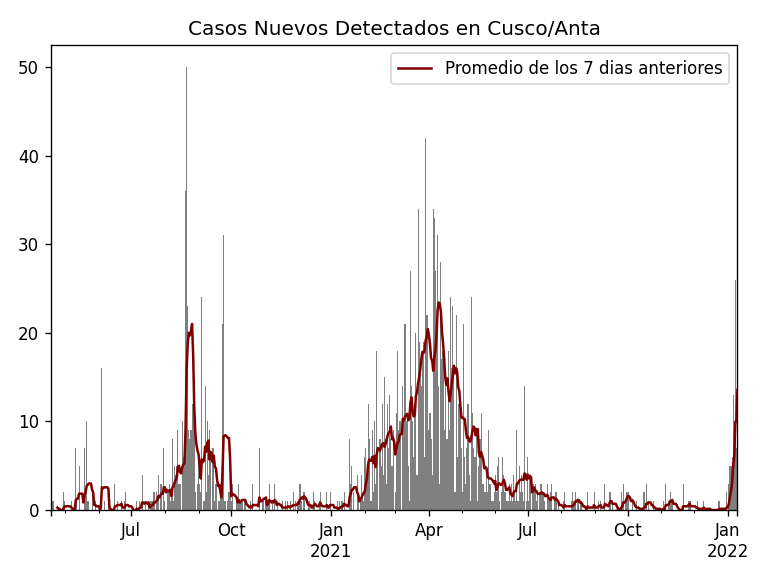 Casos Nuevos Detectados en Cusco/Anta
Promedio de los 7 dias anteriores
50
40
30
20
10
0
Jul
Oct
Jan
2021
Apr
Jul
Oct
Jan
2022